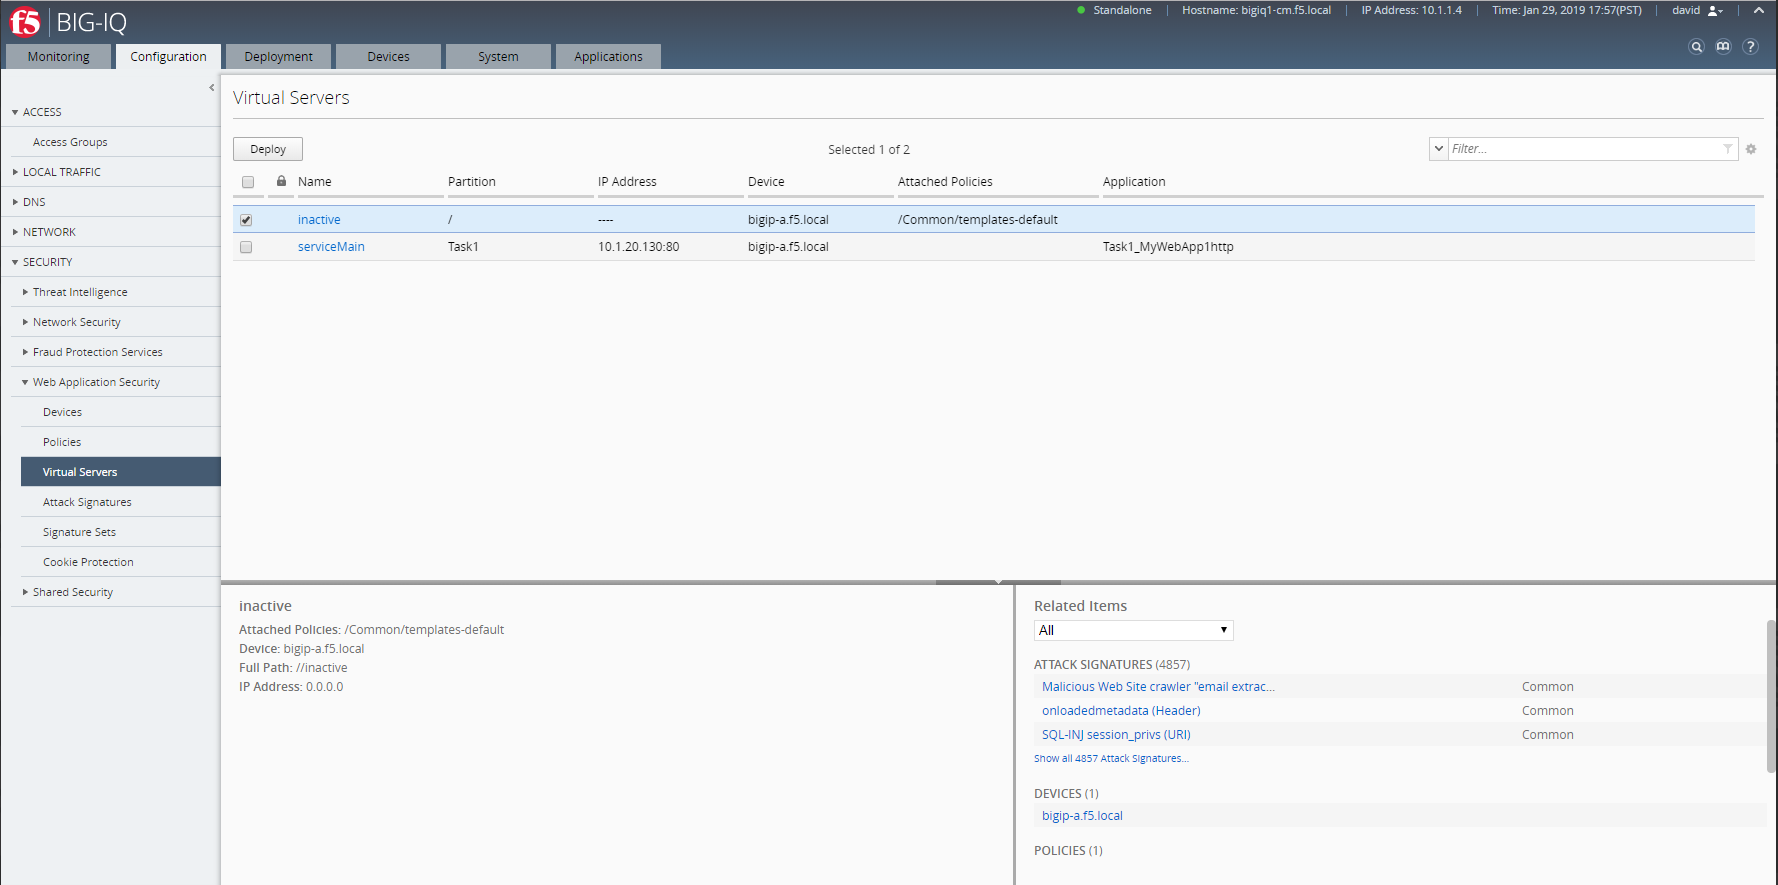 f5 BIG-IQ
Standalone Hostname: bigiq1-cm.f5.local IP Address: 10.1.1.4 Time: Jan 29, 2019 17:57(PST) david
Monitoring Configuration Deployment Devices System Applications
ACCESS
Access Groups
LOCAL TRAFFIC
DNS
NETWORK
SECURITY
Threat Intelligence
Network Security
Fraud Protection Services
Web Application Security
Devices
Policies
Virtual Servers
Attack Signatures
Signature Sets
Cookie Protection
Shared Security
Virtual Servers
Deploy Selected 1 of 2 Filter...
Name Partition IP Address Device Attached Policies Application
inactive / ---- bigip-a.f5.local /Common/templates-default
serviceMain Task1 10.1.20.130:80 bigip-a.f5.local Task1_MyWebApp1http
inactive
Attached Policies: /Common/templates-default
Device: bigip-a.f5.local
Full Path: //inactive
IP Address: 0.0.0.0
Related Items
All
ATTACK SIGNATURES (4857)
Malicious Web Site crawler "email extrac... Common
onloadedmetadata (Header) Common
SQL-INJ session_privs (URI) Common
Show all 4857 Attack Signatures...
DEVICES (1)
bigip-a.f5.local
POLICIES (1)